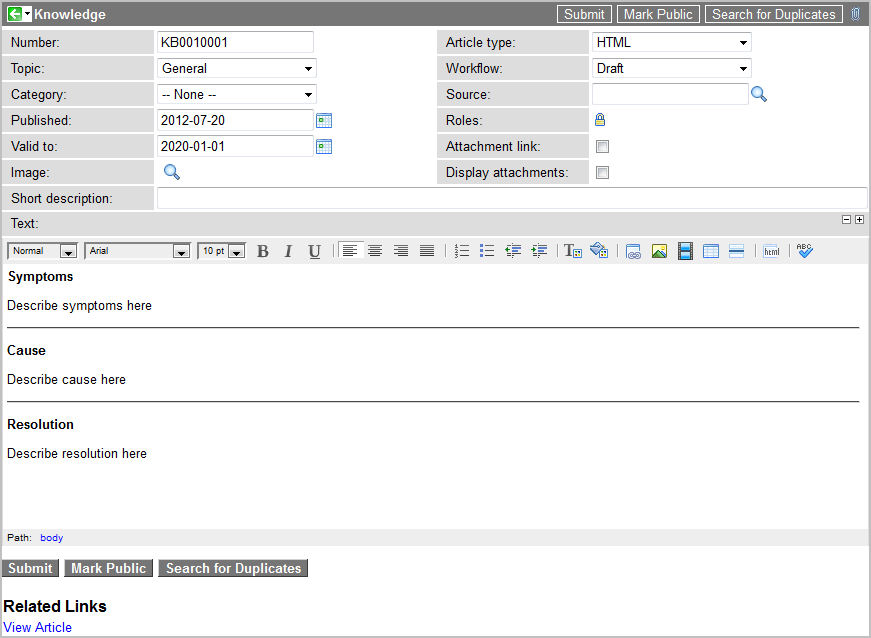 Knowledge Submit Mark Public Search for Duplicates
Number: KB0010001 Article type: HTML
Topic: General Workflow: Draft
Category: -- None -- Source:
Published: 2012-07-20 Roles:
Valid to: 2020-01-01 Attachment link:
Image: Display attachments:
Short description:
Text:
Normal Arial 10 pt B I U T html ABC
Symptoms
Describe symptoms here
Cause
Describe cause here
Resolution
Describe resolution here
Path: body
Submit Mark Public Search for Duplicates
Related Links
View Article